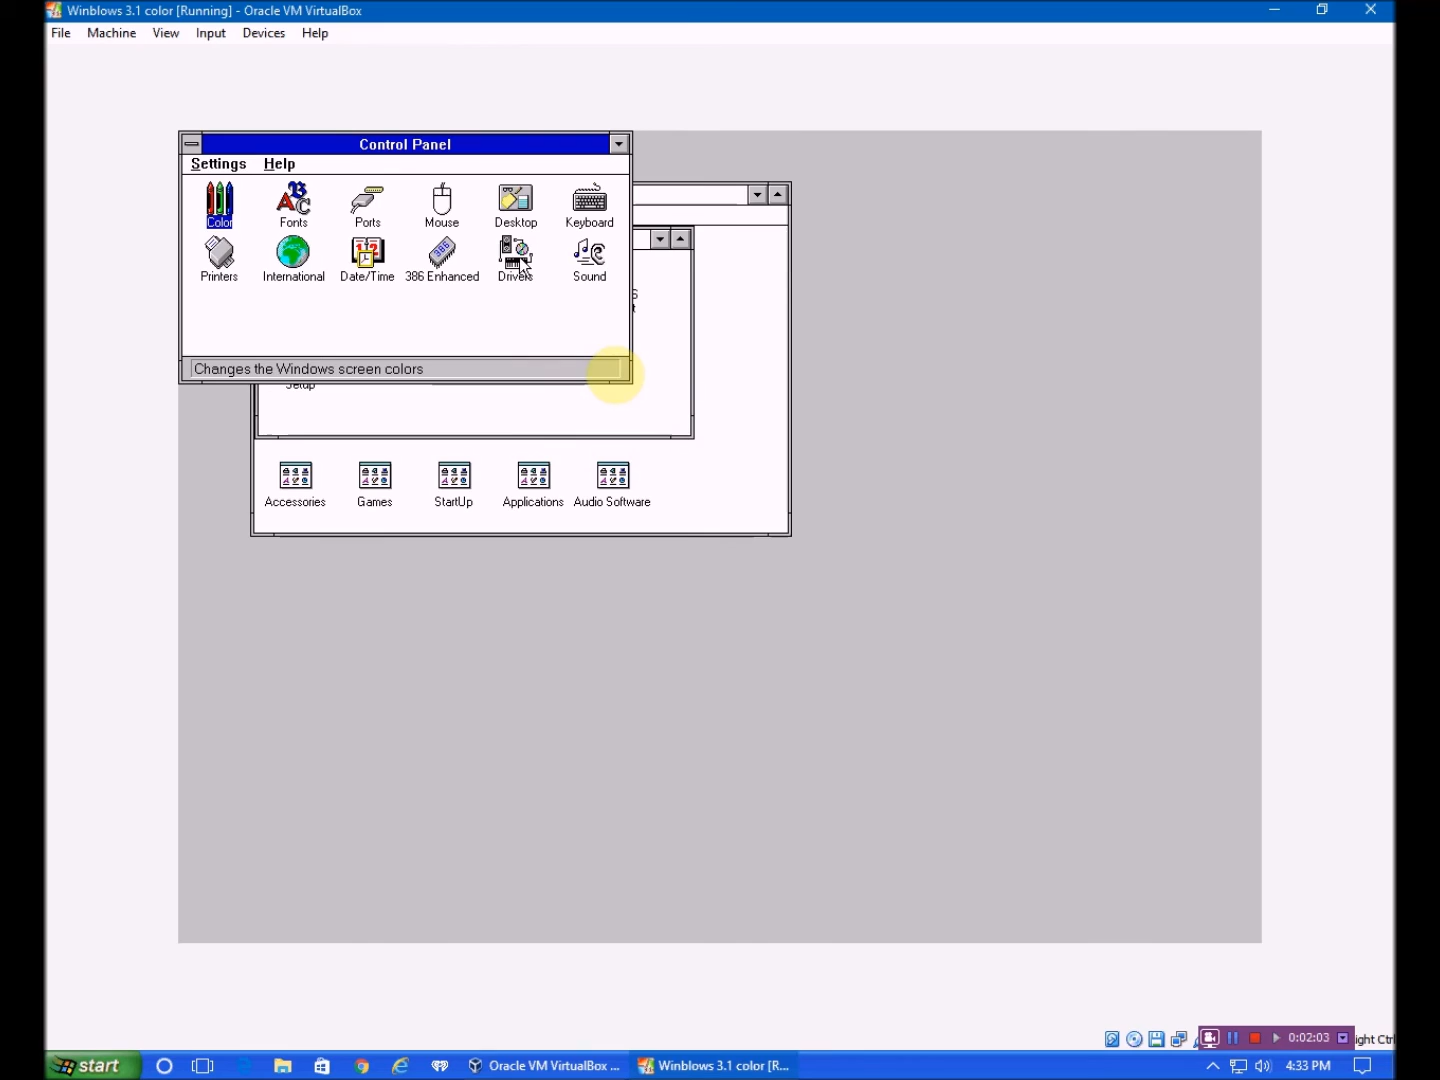 Winblows 3.1 color [Running] - Oracle VM VirtualBox
File Machine View Input Devices Help
Control Panel
Settings Help
Color Fonts Ports Mouse Desktop Keyboard
Printers International Date/Time 386 Enhanced Drivers Sound
Changes the Windows screen colors
Setup
Accessories Games StartUp Applications Audio Software
0:02:03 ight Ctrl
start Oracle VM VirtualBox ... Winblows 3.1 color [R... 4:33 PM